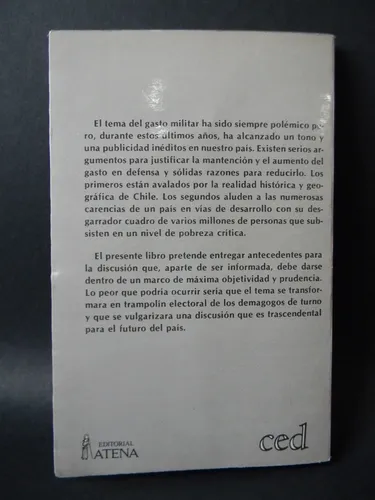 El tema del gasto militar ha sido siempre polémico pe-
ro, durante estos últimos años, ha alcanzado un tono y
una publicidad inéditos en nuestro país. Existen serios ar-
gumentos para justificar la mantención y el aumento del
gasto en defensa y sólidas razones para reducirlo. Los
primeros están avalados por la realidad histórica y geo-
gráfica de Chile. Los segundos aluden a las numerosas
carencias de un país en vías de desarrollo con su des-
garrador cuadro de varios millones de personas que sub-
sisten en un nivel de pobreza crítica.
El presente libro pretende entregar antecedentes para
la discusión que, aparte de ser informada, debe darse
dentro de un marco de máxima objetividad y prudencia.
Lo peor que podría ocurrir sería que el tema se transfor-
mara en trampolín electoral de los demagogos de turno
y que se vulgarizara una discusión que es trascendental
para el futuro del país.
EDITORIAL
ATENA
ced